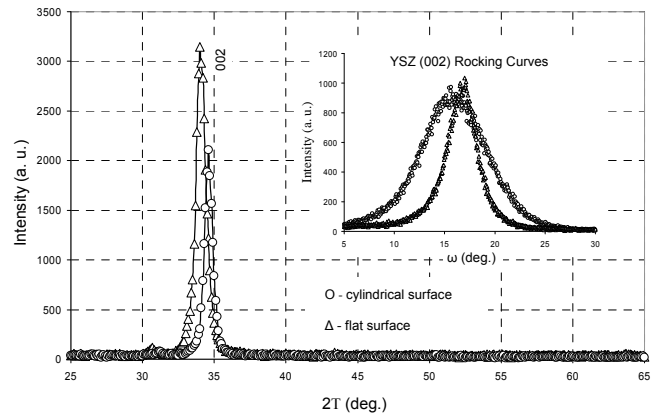 3500
3000
2500
2000
1500
1000
500
0
Intensity (a. u.)
25 30 35 40 45 50 55 60 65
2T (deg.)
002
YSZ (002) Rocking Curves
1200
1000
800
600
400
200
0
Intensity (a. u.)
5 10 15 20 25 30
ω (deg.)
O - cylindrical surface
Δ - flat surface